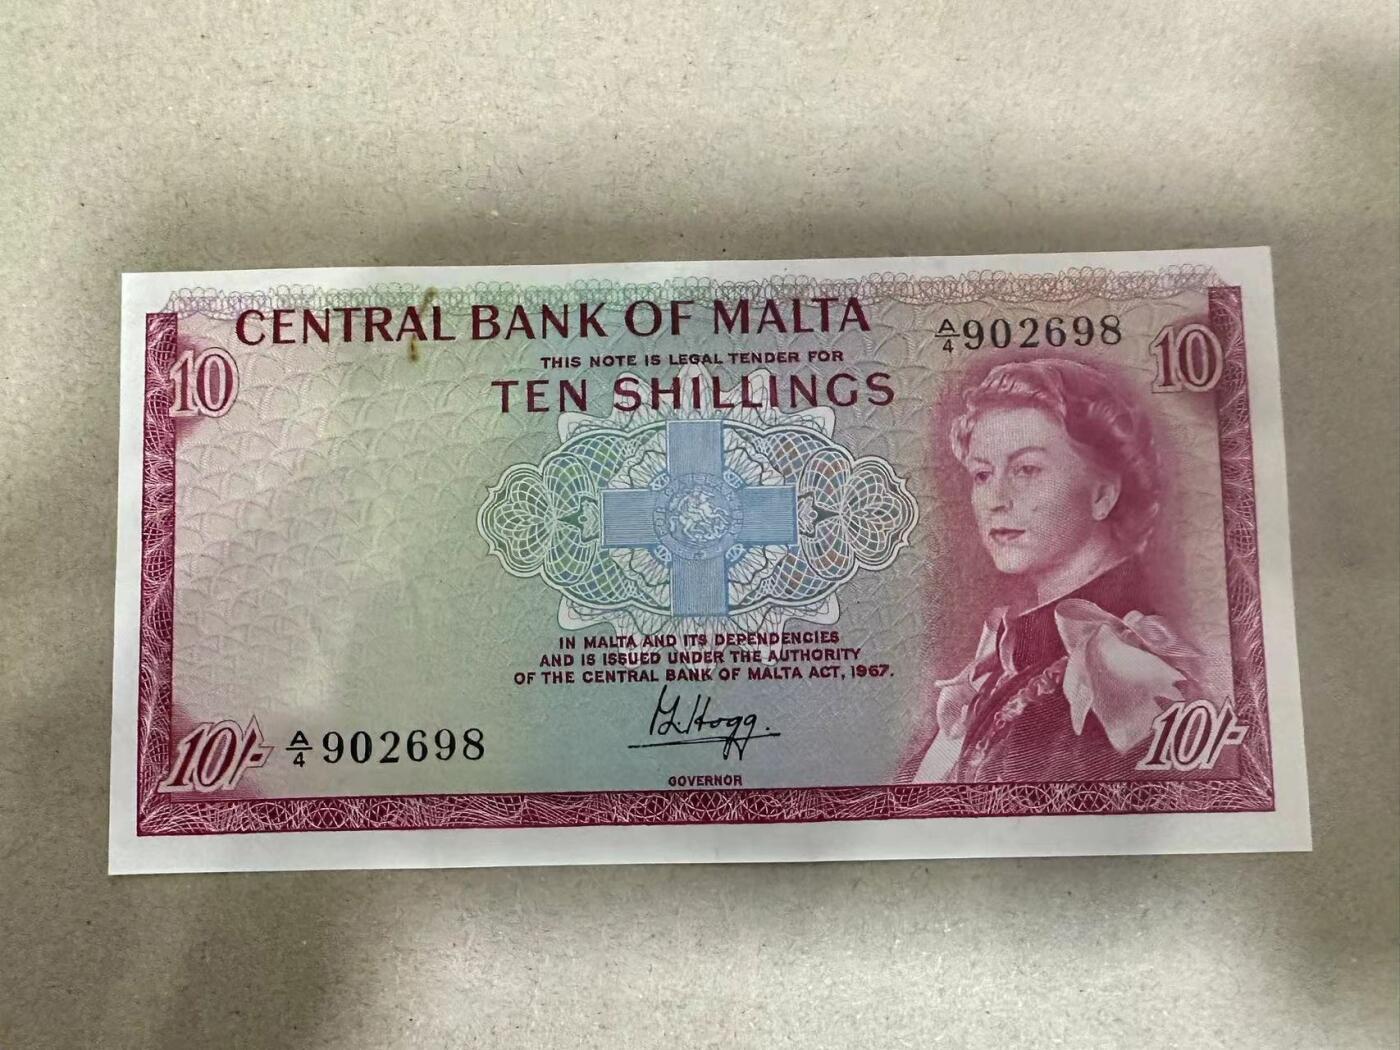 CENTRAL BANK OF MALTA
A/4 902698
THIS NOTE IS LEGAL TENDER FOR
10
10
TEN SHILLINGS
IN MALTA AND ITS DEPENDENCIES
AND IS ISSUED UNDER THE AUTHORITY
OF THE CENTRAL BANK OF MALTA ACT, 1967.
10/-
A/4 902698
P. L. Hogg.
10/-
GOVERNOR